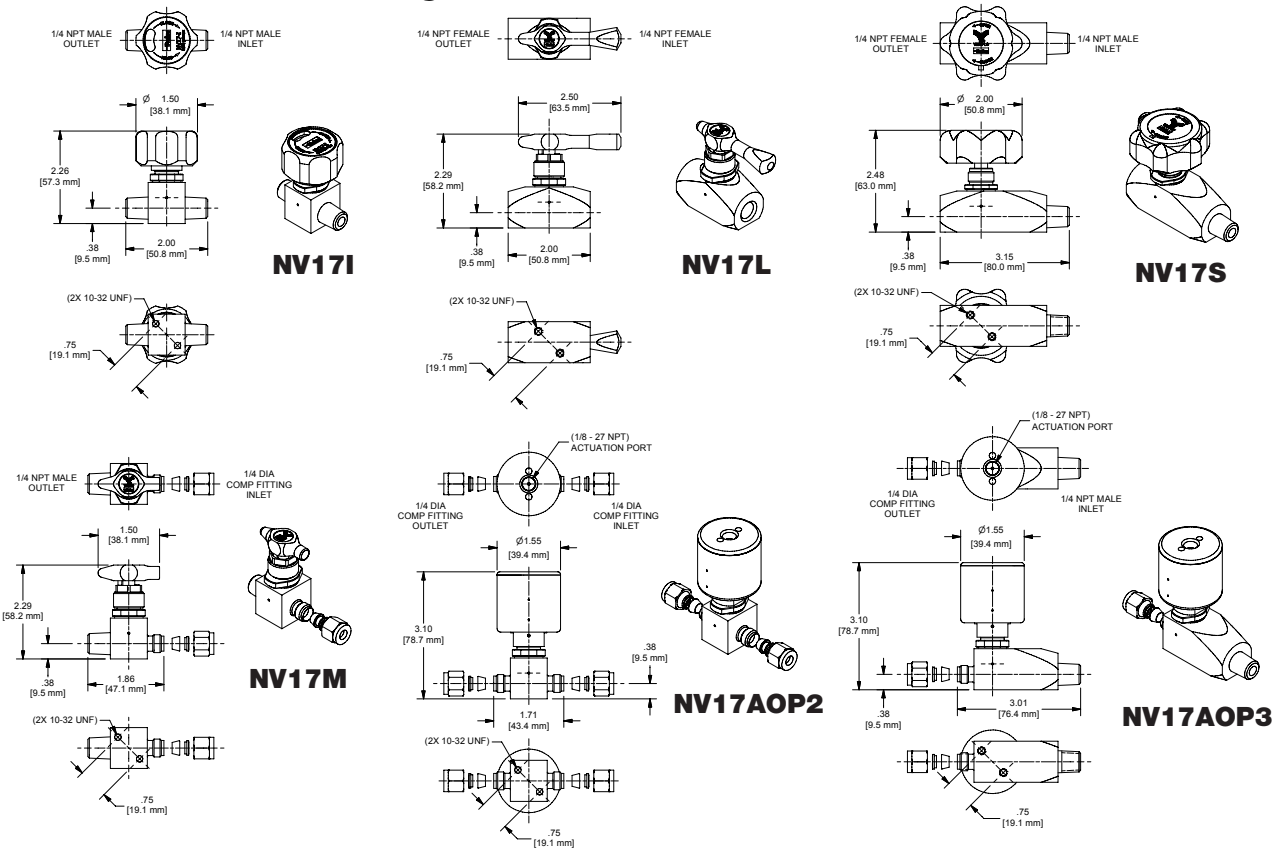 1/4 NPT MALE
OUTLET
1/4 NPT MALE
INLET
Ø 1.50
[38.1 mm]
2.26
[57.3 mm]
.38
[9.5 mm]
2.00
[50.8 mm]
NV17I
(2X 10-32 UNF)
.75
[19.1 mm]
1/4 NPT FEMALE
OUTLET
1/4 NPT FEMALE
INLET
2.50
[63.5 mm]
2.29
[58.2 mm]
.38
[9.5 mm]
2.00
[50.8 mm]
NV17L
(2X 10-32 UNF)
.75
[19.1 mm]
1/4 NPT FEMALE
OUTLET
1/4 NPT MALE
INLET
Ø 2.00
[50.8 mm]
2.48
[63.0 mm]
.38
[9.5 mm]
3.15
[80.0 mm]
NV17S
(2X 10-32 UNF)
.75
[19.1 mm]
1/4 NPT MALE
OUTLET
1/4 DIA
COMP FITTING
INLET
1.50
[38.1 mm]
2.29
[58.2 mm]
.38
[9.5 mm]
1.86
[47.1 mm]
NV17M
(2X 10-32 UNF)
.75
[19.1 mm]
(1/8 - 27 NPT)
ACTUATION PORT
1/4 DIA
COMP FITTING
OUTLET
1/4 DIA
COMP FITTING
INLET
Ø1.55
[39.4 mm]
3.10
[78.7 mm]
.38
[9.5 mm]
1.71
[43.4 mm]
NV17AOP2
(2X 10-32 UNF)
.75
[19.1 mm]
(1/8 - 27 NPT)
ACTUATION PORT
1/4 DIA
COMP FITTING
OUTLET
1/4 NPT MALE
INLET
Ø1.55
[39.4 mm]
3.10
[78.7 mm]
.38
[9.5 mm]
3.01
[76.4 mm]
NV17AOP3
.75
[19.1 mm]